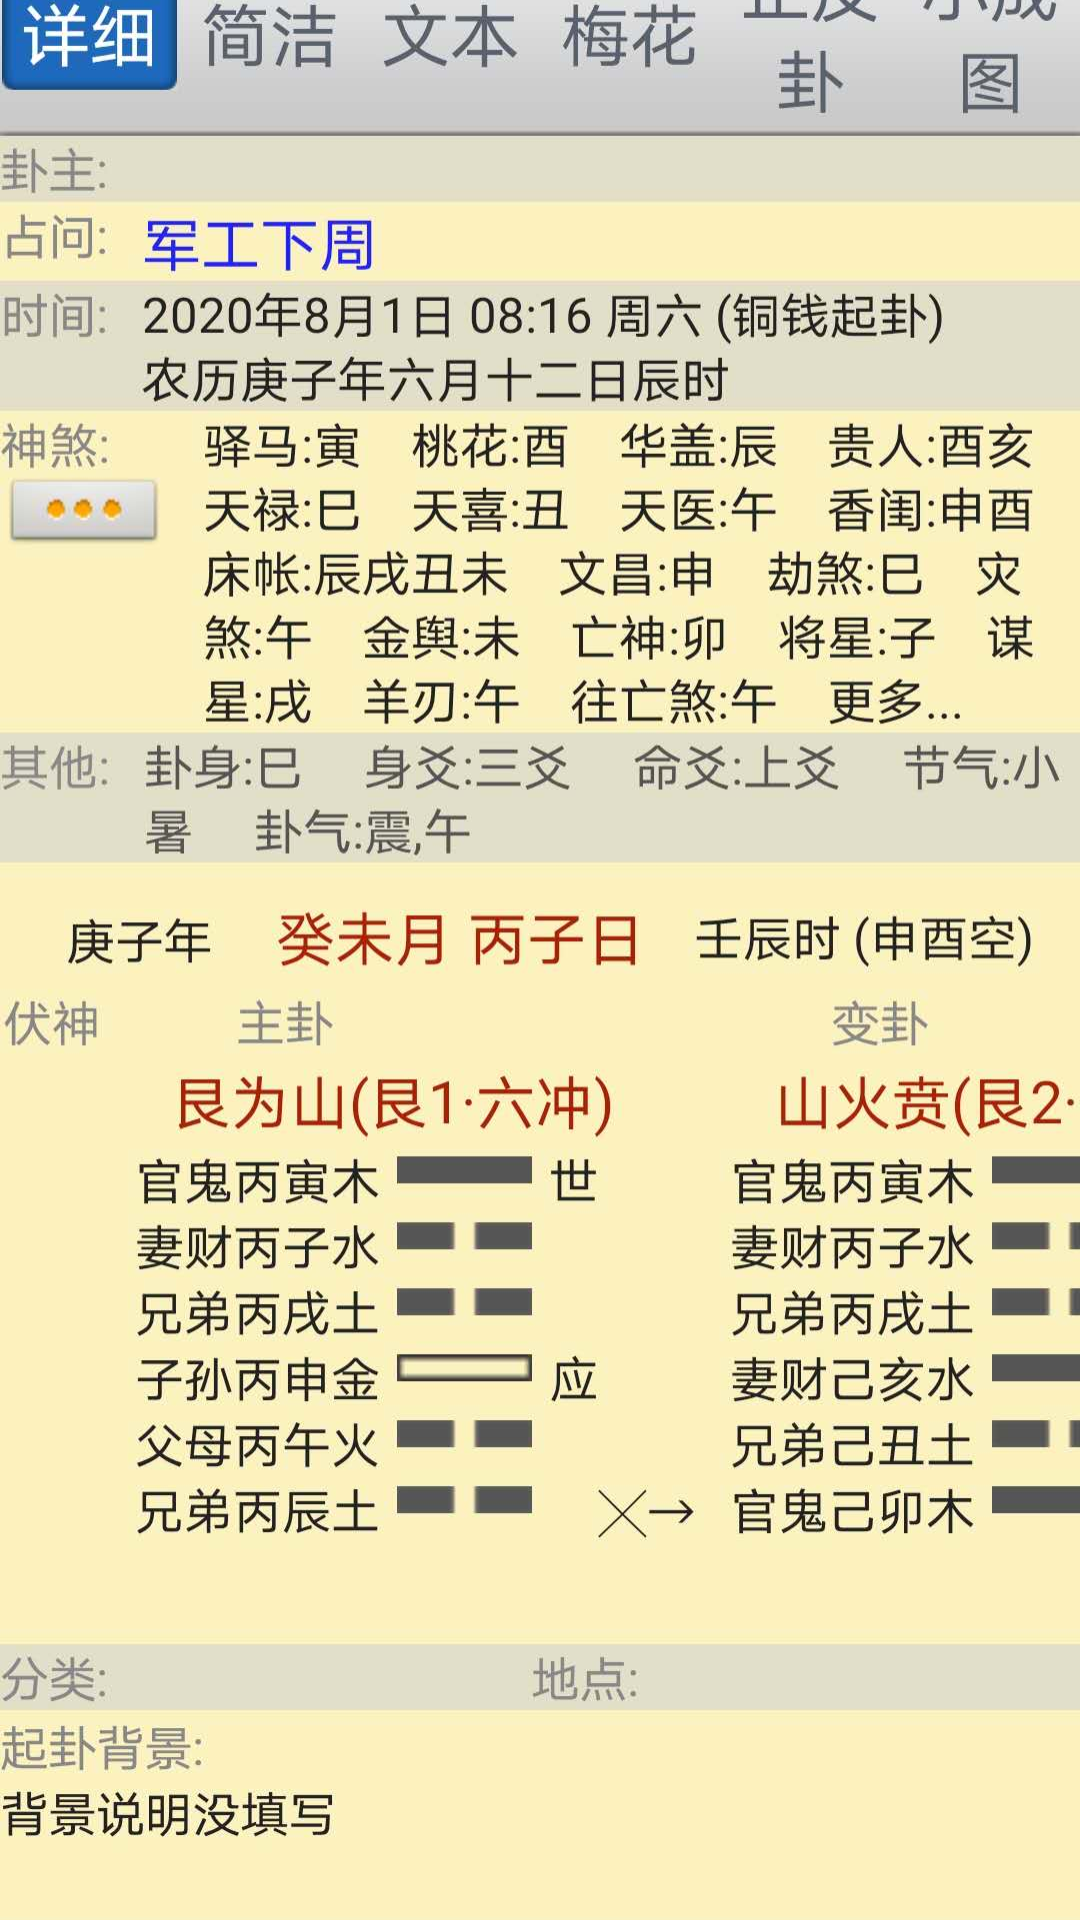 详细 简洁 文本 梅花 正反卦 小成图
卦主:
占问: 军工下周
时间: 2020年8月1日 08:16 周六 (铜钱起卦)
农历庚子年六月十二日辰时
神煞: 驿马:寅 桃花:酉 华盖:辰 贵人:酉亥
天禄:巳 天喜:丑 天医:午 香闺:申酉
床帐:辰戌丑未 文昌:申 劫煞:巳 灾
煞:午 金舆:未 亡神:卯 将星:子 谋
星:戌 羊刃:午 往亡煞:午 更多...
其他: 卦身:巳 身爻:三爻 命爻:上爻 节气:小
暑 卦气:震,午
庚子年 癸未月 丙子日 壬辰时 (申酉空)
伏神 主卦 变卦
艮为山(艮1·六冲) 山火贲(艮2·
官鬼丙寅木 世 官鬼丙寅木
妻财丙子水 妻财丙子水
兄弟丙戌土 兄弟丙戌土
子孙丙申金 应 妻财己亥水
父母丙午火 兄弟己丑土
兄弟丙辰土 ╳→ 官鬼己卯木
分类: 地点:
起卦背景:
背景说明没填写